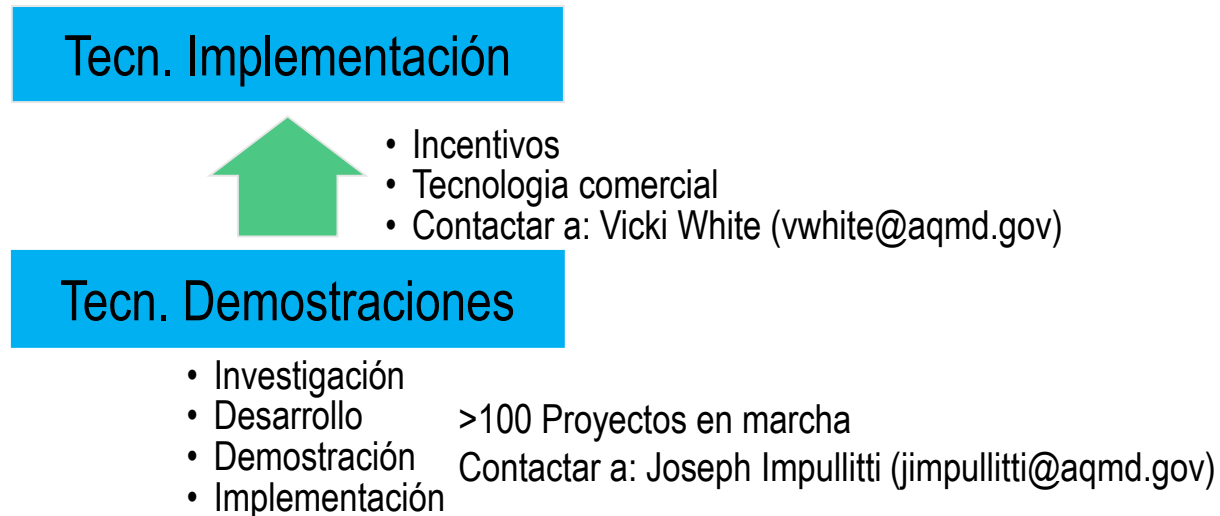 Tecn. Implementación
• Incentivos
• Tecnologia comercial
• Contactar a: Vicki White (vwhite@aqmd.gov)
Tecn. Demostraciones
• Investigación
• Desarrollo
• Demostración
• Implementación
>100 Proyectos en marcha
Contactar a: Joseph Impullitti (jimpullitti@aqmd.gov)